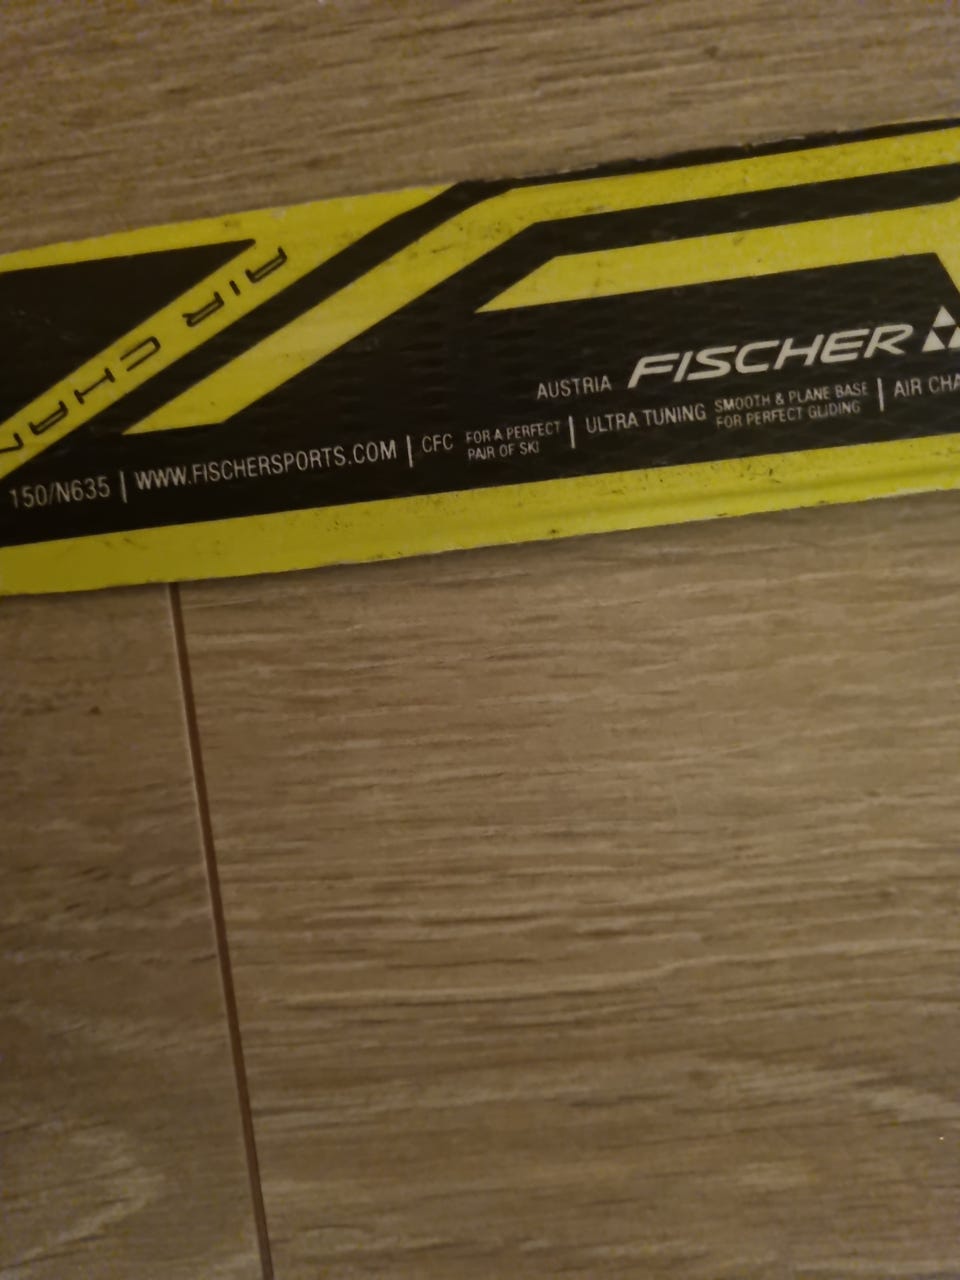 AIR CHAN
AUSTRIA FISCHER
150/N635 | WWW.FISCHERSPORTS.COM | CFC FOR A PERFECT PAIR OF SKI | ULTRA TUNING SMOOTH & PLANE BASE FOR PERFECT GLIDING | AIR CHA